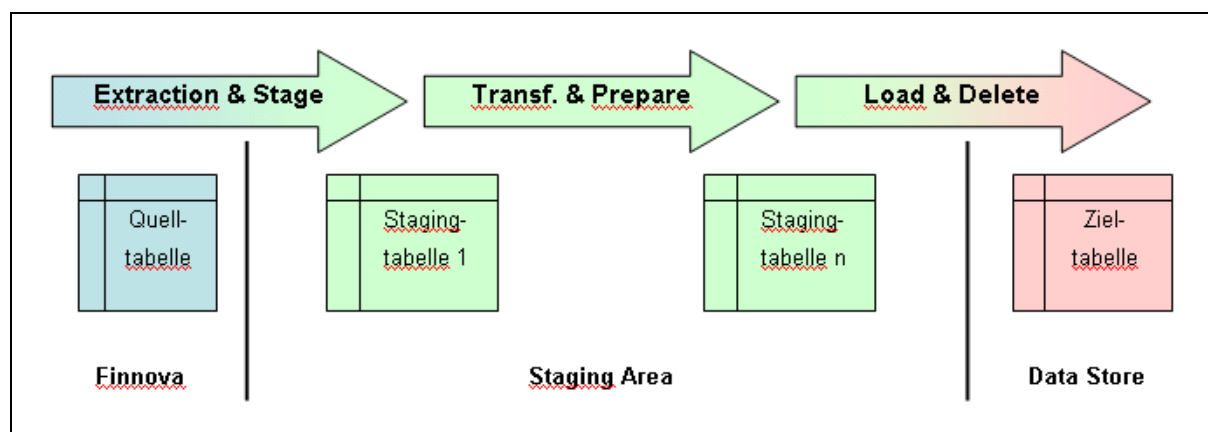 Extraction & Stage
Transf. & Prepare
Load & Delete
Quell-
tabelle
Staging-
tabelle 1
Staging-
tabelle n
Ziel-
tabelle
Finnova
Staging Area
Data Store